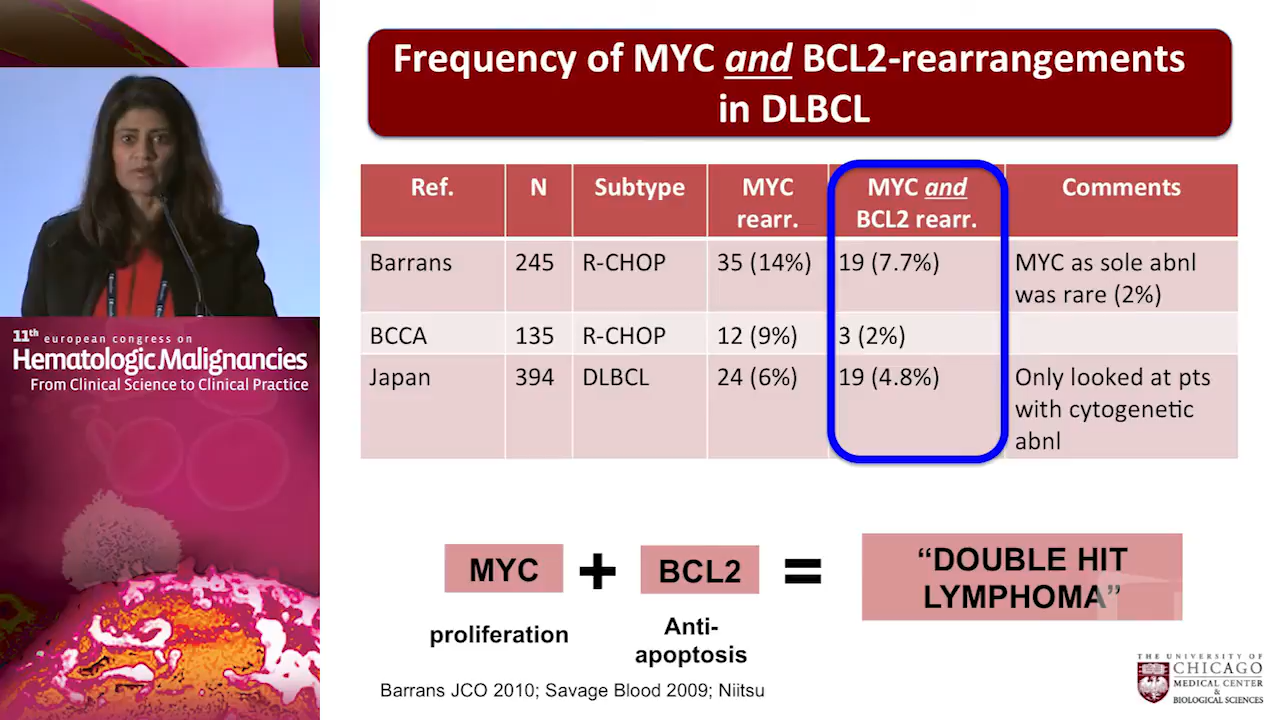 Frequency of MYC and BCL2-rearrangements
in DLBCL
Ref. N Subtype MYC rearr. MYC and BCL2 rearr. Comments
Barrans 245 R-CHOP 35 (14%) 19 (7.7%) MYC as sole abnl was rare (2%)
BCCA 135 R-CHOP 12 (9%) 3 (2%)
Japan 394 DLBCL 24 (6%) 19 (4.8%) Only looked at pts with cytogenetic abnl
11th european congress on
Hematologic Malignancies
From Clinical Science to Clinical Practice
MYC + BCL2 = “DOUBLE HIT
LYMPHOMA”
proliferation
Anti-
apoptosis
Barrans JCO 2010; Savage Blood 2009; Niitsu
THE UNIVERSITY OF
CHICAGO
MEDICAL CENTER
&
BIOLOGICAL SCIENCES